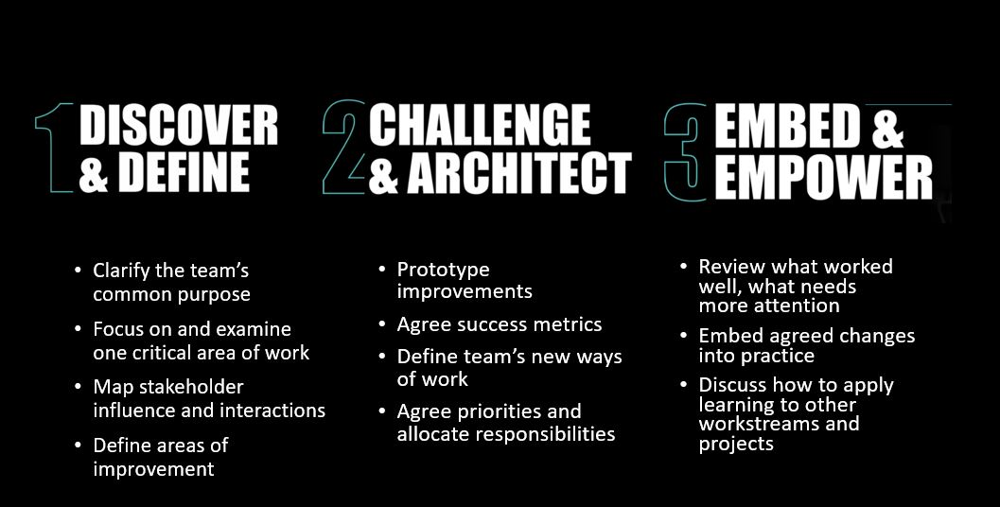 1 DISCOVER
& DEFINE
• Clarify the team’s
common purpose
• Focus on and examine
one critical area of work
• Map stakeholder
influence and interactions
• Define areas of
improvement
2 CHALLENGE
& ARCHITECT
• Prototype
improvements
• Agree success metrics
• Define team’s new ways
of work
• Agree priorities and
allocate responsibilities
3 EMBED &
EMPOWER
• Review what worked
well, what needs
more attention
• Embed agreed changes
into practice
• Discuss how to apply
learning to other
workstreams and
projects